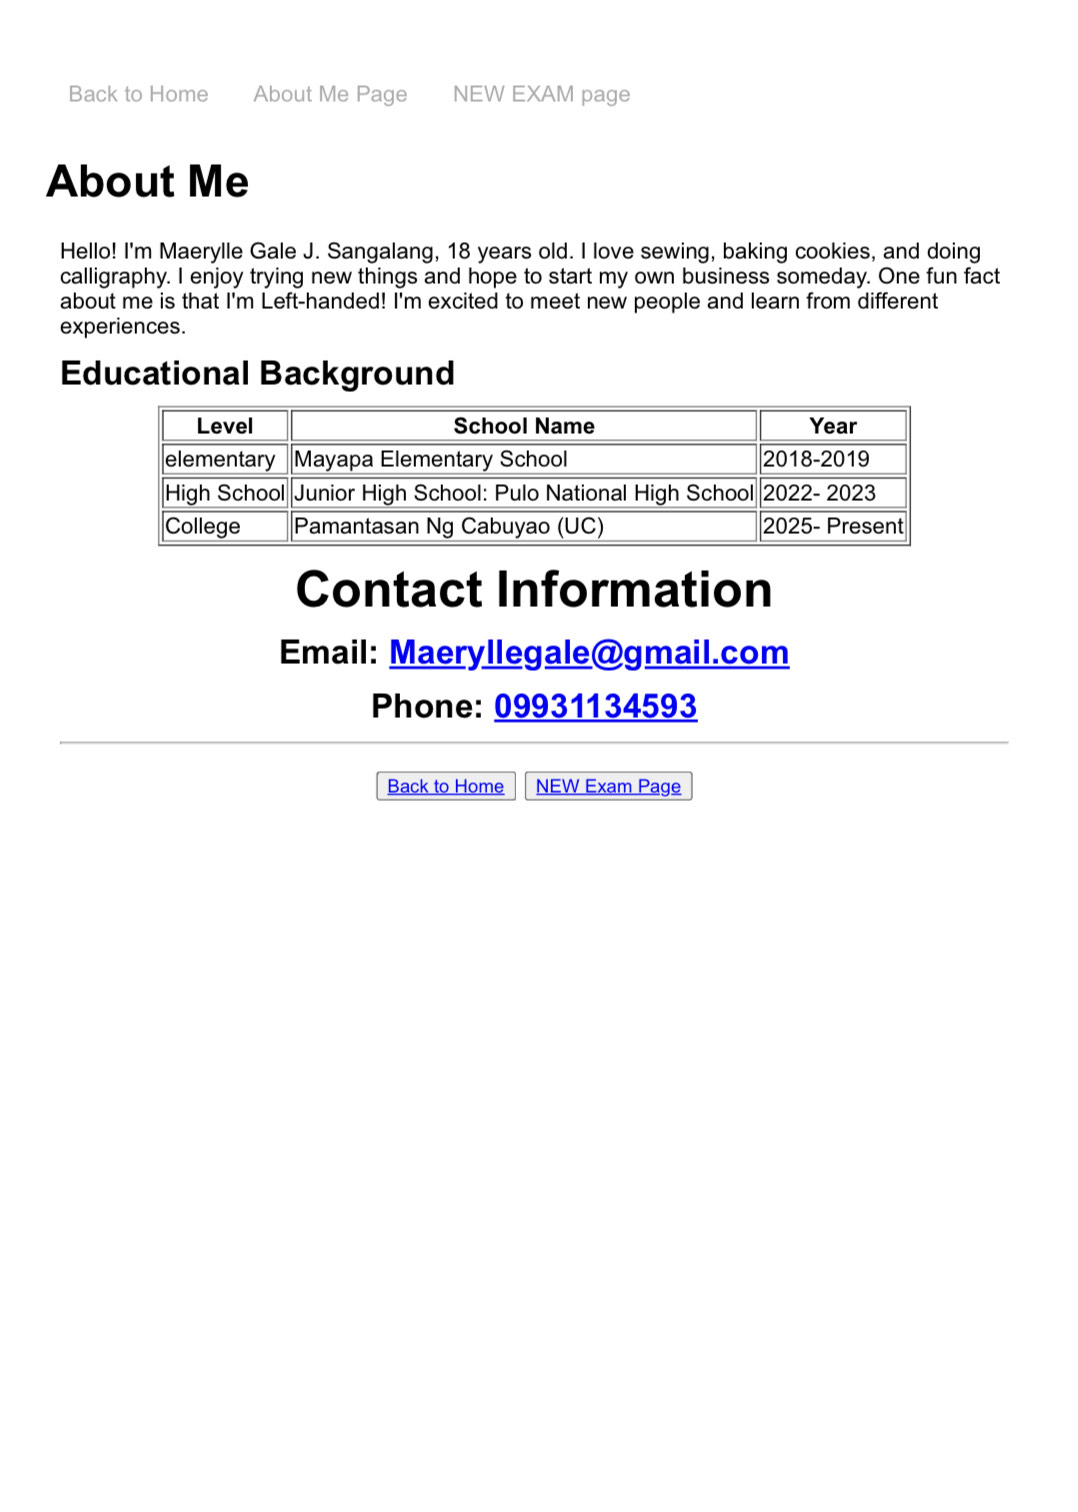 Back to Home About Me Page NEW EXAM page
About Me
Hello! I'm Maerylle Gale J. Sangalang, 18 years old. I love sewing, baking cookies, and doing
calligraphy. I enjoy trying new things and hope to start my own business someday. One fun fact
about me is that I'm Left-handed! I'm excited to meet new people and learn from different
experiences.
Educational Background
Level School Name Year
elementary Mayapa Elementary School 2018-2019
High School Junior High School: Pulo National High School 2022- 2023
College Pamantasan Ng Cabuyao (UC) 2025- Present
Contact Information
Email: Maeryllegale@gmail.com
Phone: 09931134593
Back to Home NEW Exam Page